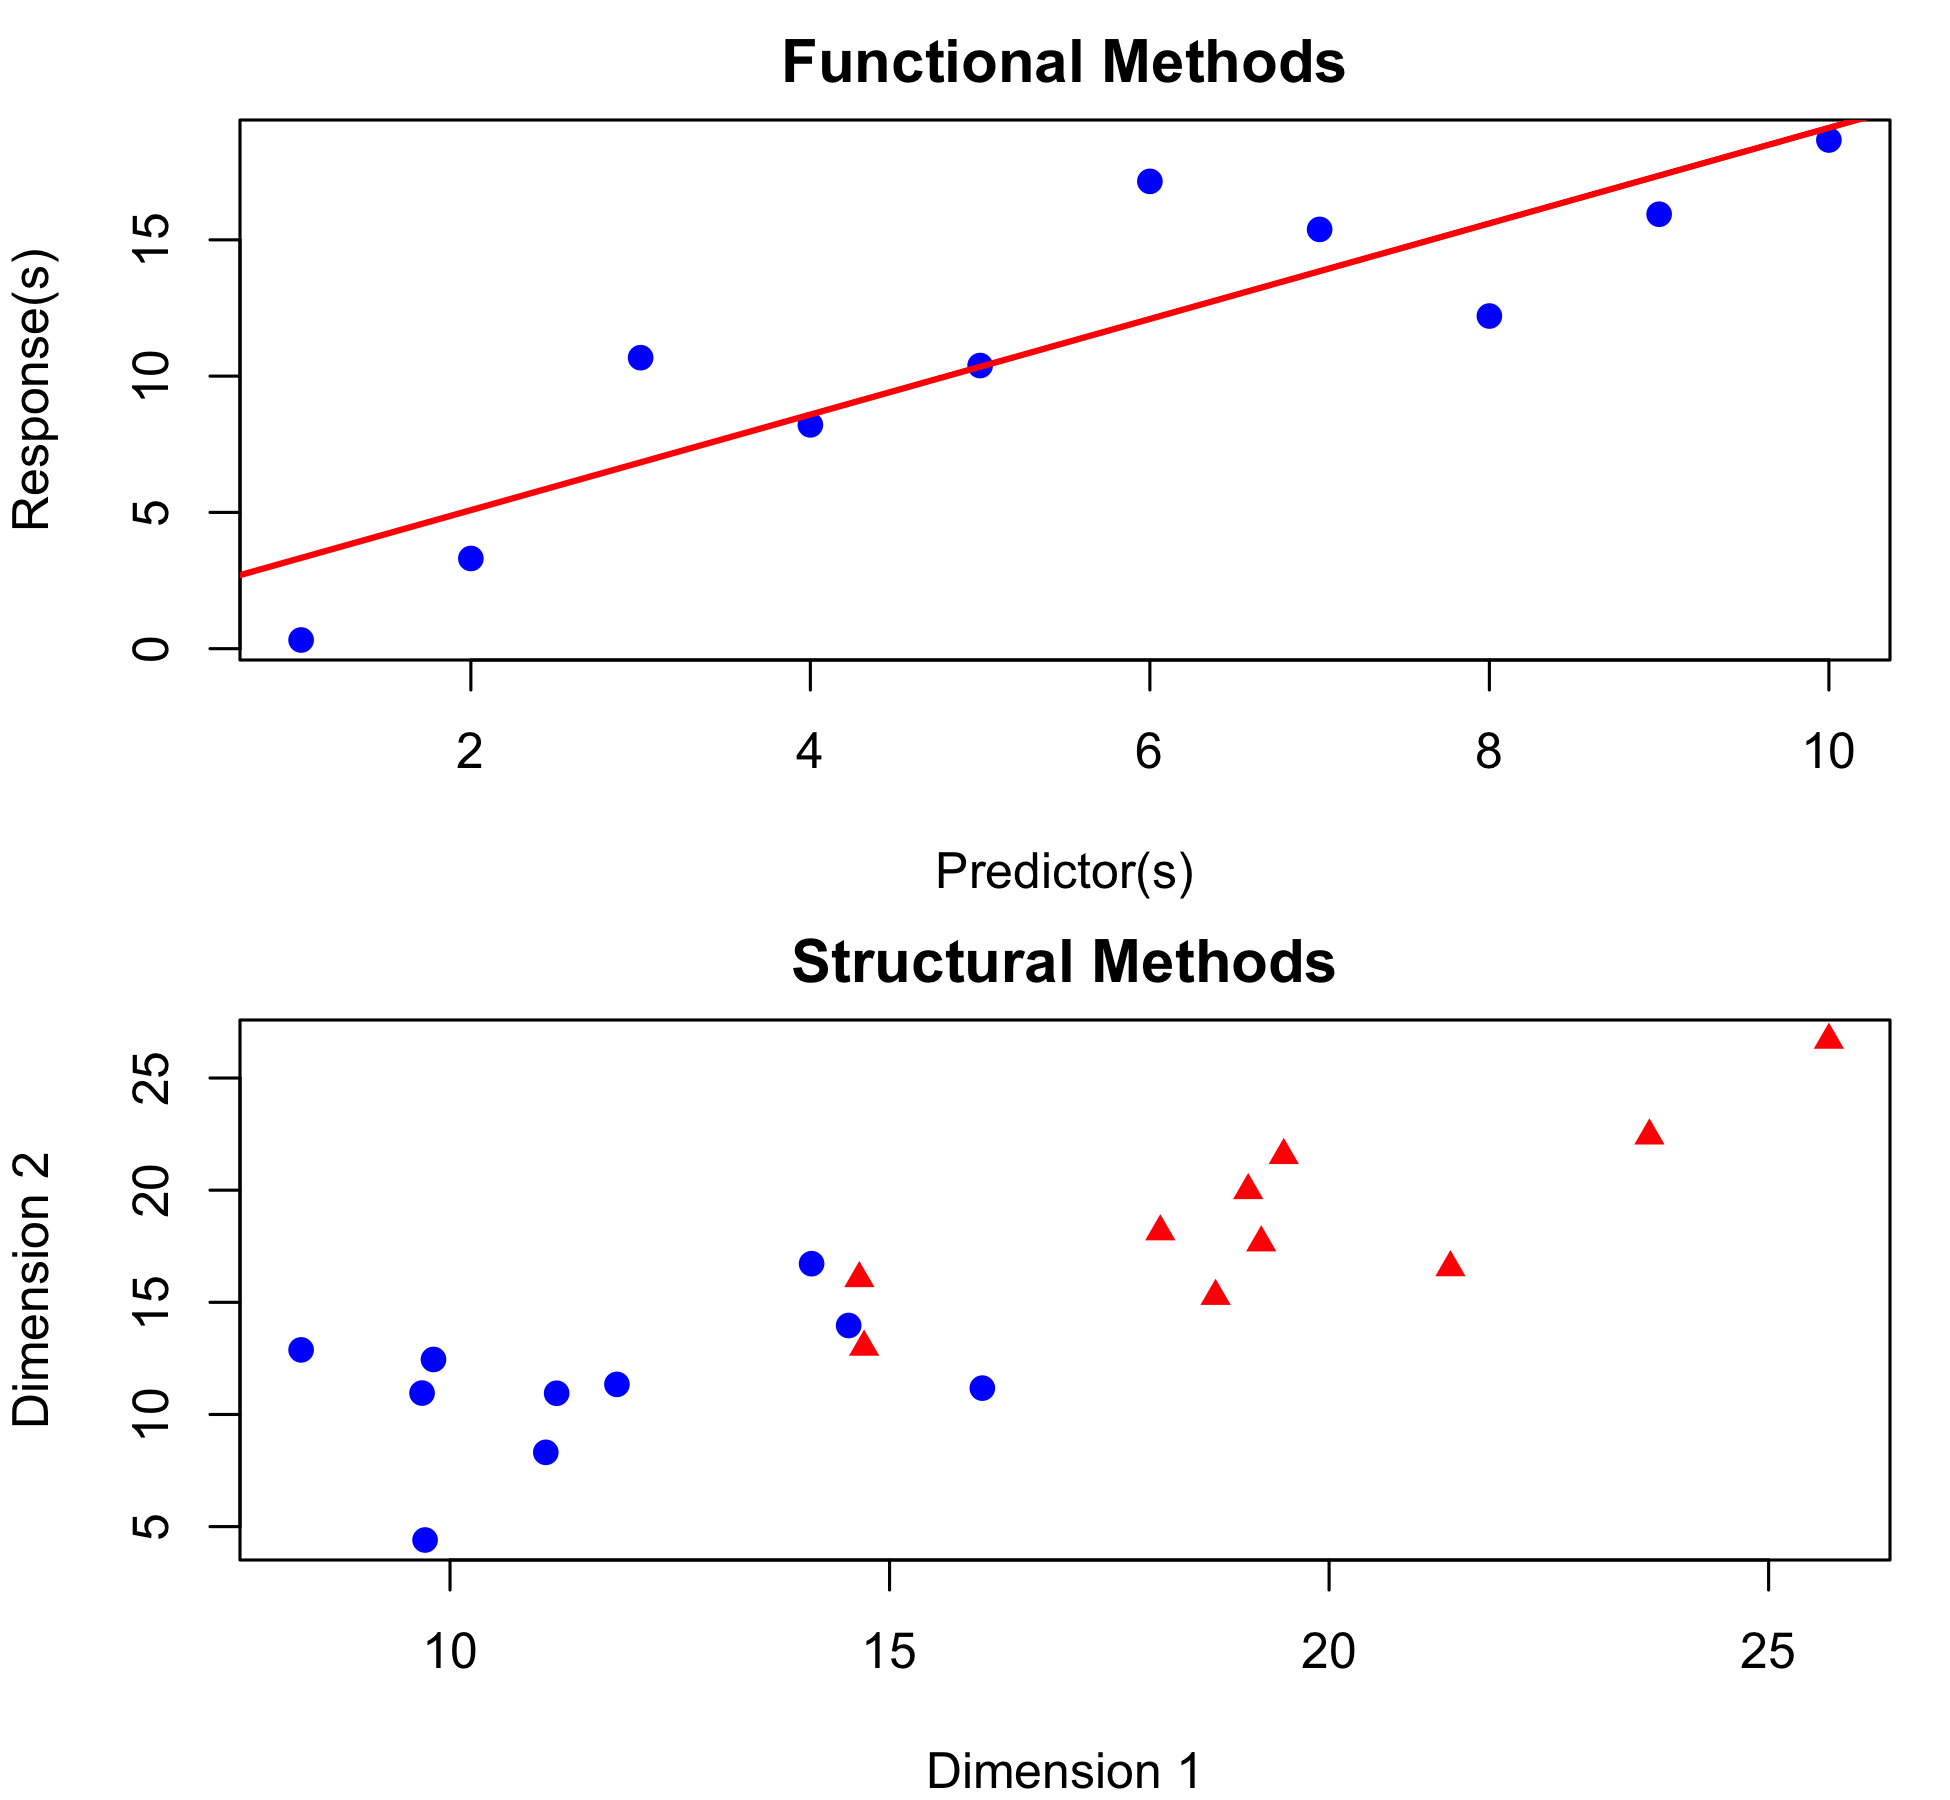 Functional Methods
Response(s)
15
10
5
0
2 4 6 8 10
Predictor(s)
Structural Methods
Dimension 2
25
20
15
10
5
10 15 20 25
Dimension 1